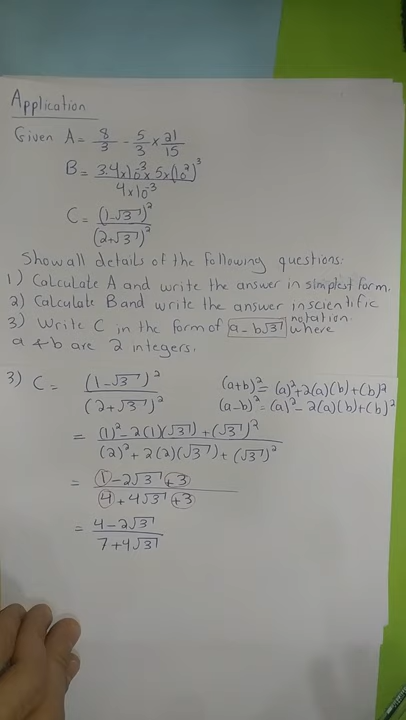 Application
Given A = 8/3 - 5/3 × 21/15
B = 3.4×10^-3 × 5×(10^2)^3 / 4×10^-3
C = (1-√3)^2 / (2+√3)^2
Show all details of the following questions:
1) Calculate A and write the answer in simplest form.
2) Calculate B and write the answer in scientific notation.
3) Write C in the form of a - b√3 where
a & b are 2 integers.
3) C = (1-√3)^2 / (2+√3)^2
(a+b)^2 = (a)^2+2(a)(b)+(b)^2
(a-b)^2 = (a)^2-2(a)(b)+(b)^2
= (1)^2-2(1)(√3)+(√3)^2 / (2)^2+2(2)(√3)+(√3)^2
= 1-2√3+3 / 4+4√3+3
= 4-2√3 / 7+4√3